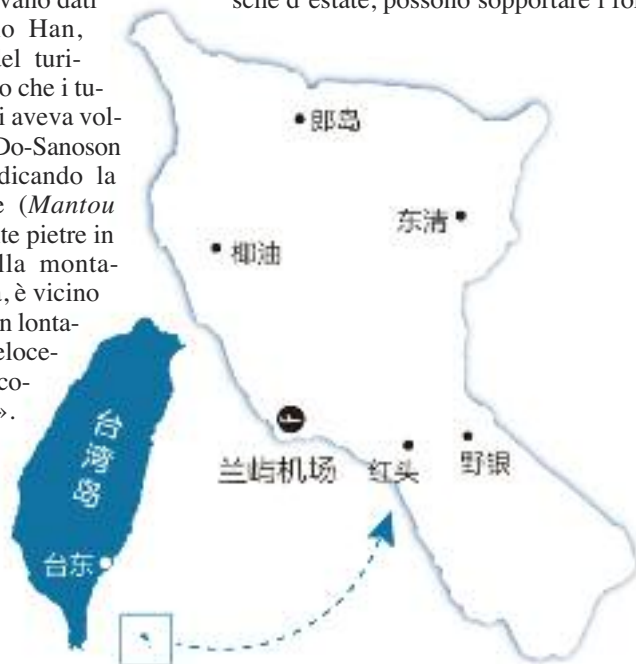 vano dati
o Han,
del turi-
o che i tu-
i aveva vol-
Do-Sanoson
dicando la
e (Mantou
te pietre in
lla monta-
, è vicino
n lonta-
eloce-
co-
».
sche d'estate, possono sopportare i
郎岛
东清
椰油
兰屿机场
红头
野银
台湾岛
台东